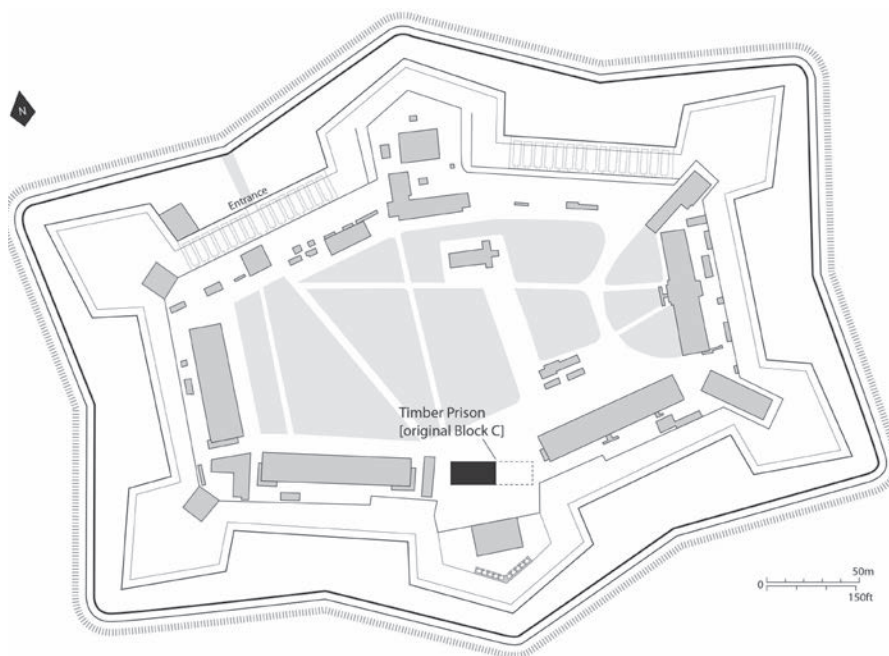 N
Entrance
Timber Prison
[original Block C]
50m
0
150ft